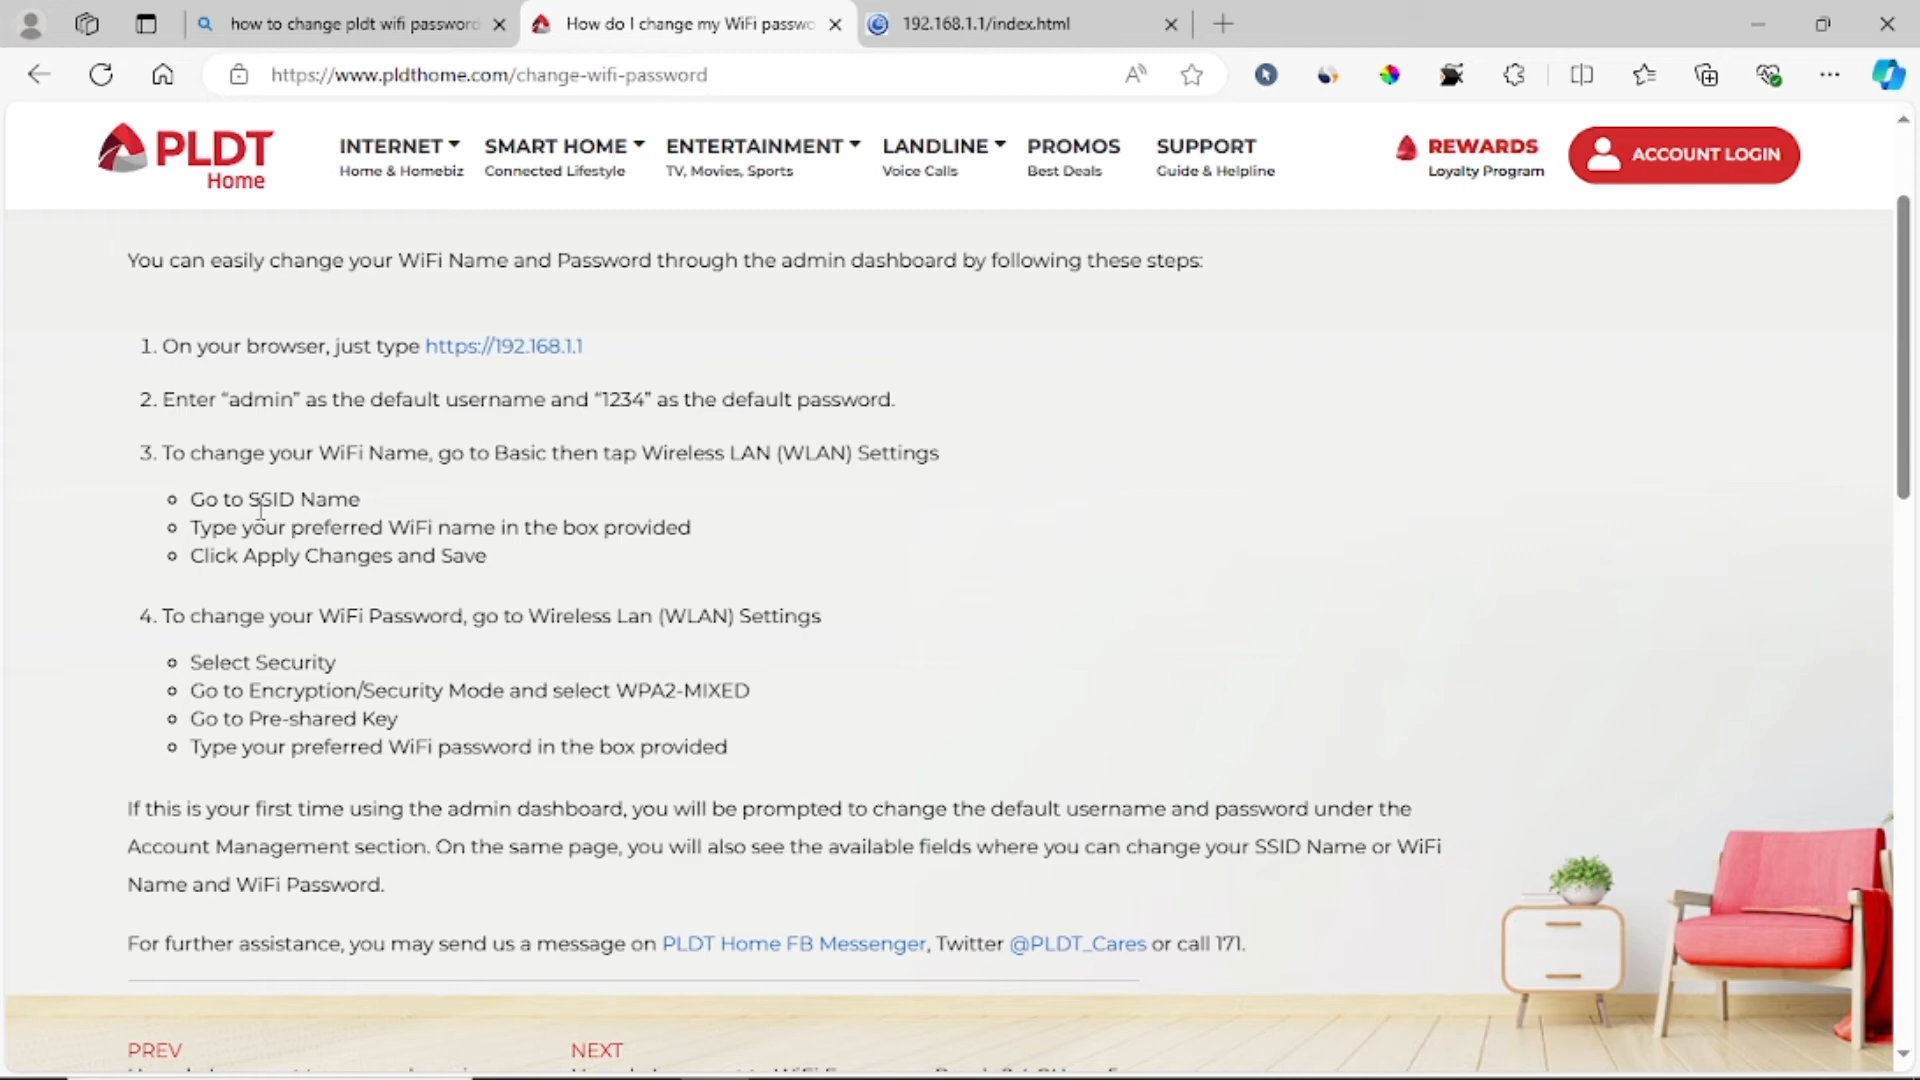 how to change pldt wifi password
How do I change my WiFi passwo
192.168.1.1/index.html
https://www.pldthome.com/change-wifi-password
PLDT
Home
INTERNET
Home & Homebiz
SMART HOME
Connected Lifestyle
ENTERTAINMENT
TV, Movies, Sports
LANDLINE
Voice Calls
PROMOS
Best Deals
SUPPORT
Guide & Helpline
REWARDS
Loyalty Program
ACCOUNT LOGIN
You can easily change your WiFi Name and Password through the admin dashboard by following these steps:
1. On your browser, just type https://192.168.1.1
2. Enter “admin” as the default username and “1234” as the default password.
3. To change your WiFi Name, go to Basic then tap Wireless LAN (WLAN) Settings
Go to SSID Name
Type your preferred WiFi name in the box provided
Click Apply Changes and Save
4. To change your WiFi Password, go to Wireless Lan (WLAN) Settings
Select Security
Go to Encryption/Security Mode and select WPA2-MIXED
Go to Pre-shared Key
Type your preferred WiFi password in the box provided
If this is your first time using the admin dashboard, you will be prompted to change the default username and password under the
Account Management section. On the same page, you will also see the available fields where you can change your SSID Name or WiFi
Name and WiFi Password.
For further assistance, you may send us a message on PLDT Home FB Messenger, Twitter @PLDT_Cares or call 171.
PREV
NEXT